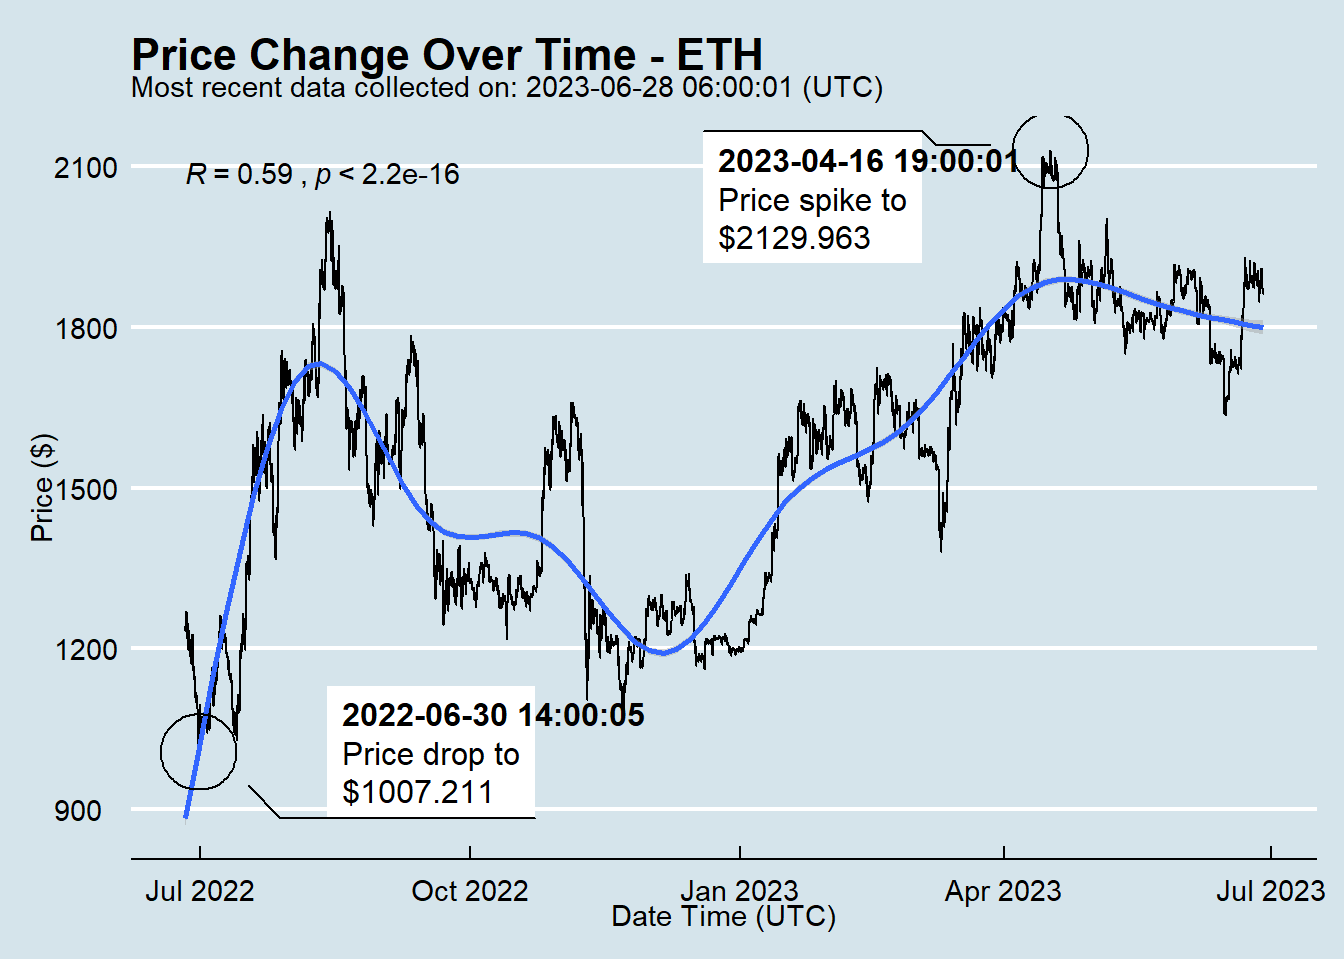 Price Change Over Time - ETH
Most recent data collected on: 2023-06-28 06:00:01 (UTC)
R = 0.59 , p < 2.2e-16
2023-04-16 19:00:01
Price spike to
$2129.963
2022-06-30 14:00:05
Price drop to
$1007.211
Price ($)
2100
1800
1500
1200
900
Jul 2022
Oct 2022
Jan 2023
Apr 2023
Jul 2023
Date Time (UTC)